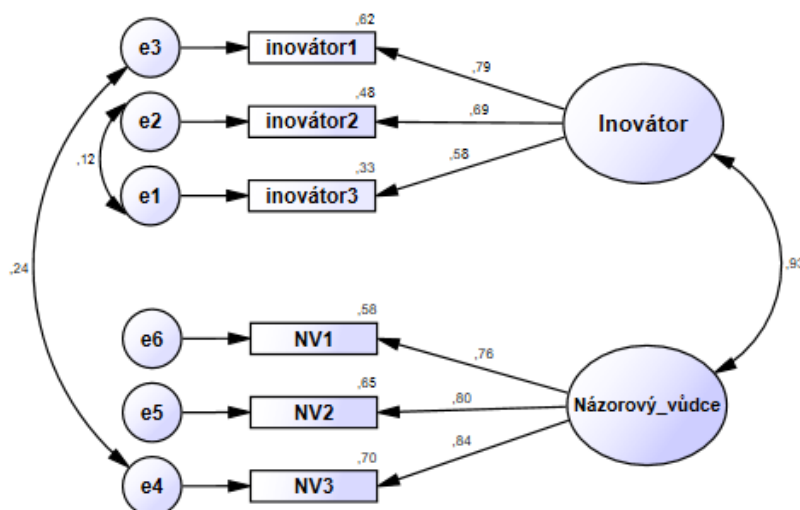 ,62
e3 inovátor1
,79
,48
e2 inovátor2 ,69 Inovátor
,12
,58
,33
e1 inovátor3
,24
,93
,58
e6 NV1
,76
,65
e5 NV2 ,80 Názorový_vůdce
,84
,70
e4 NV3